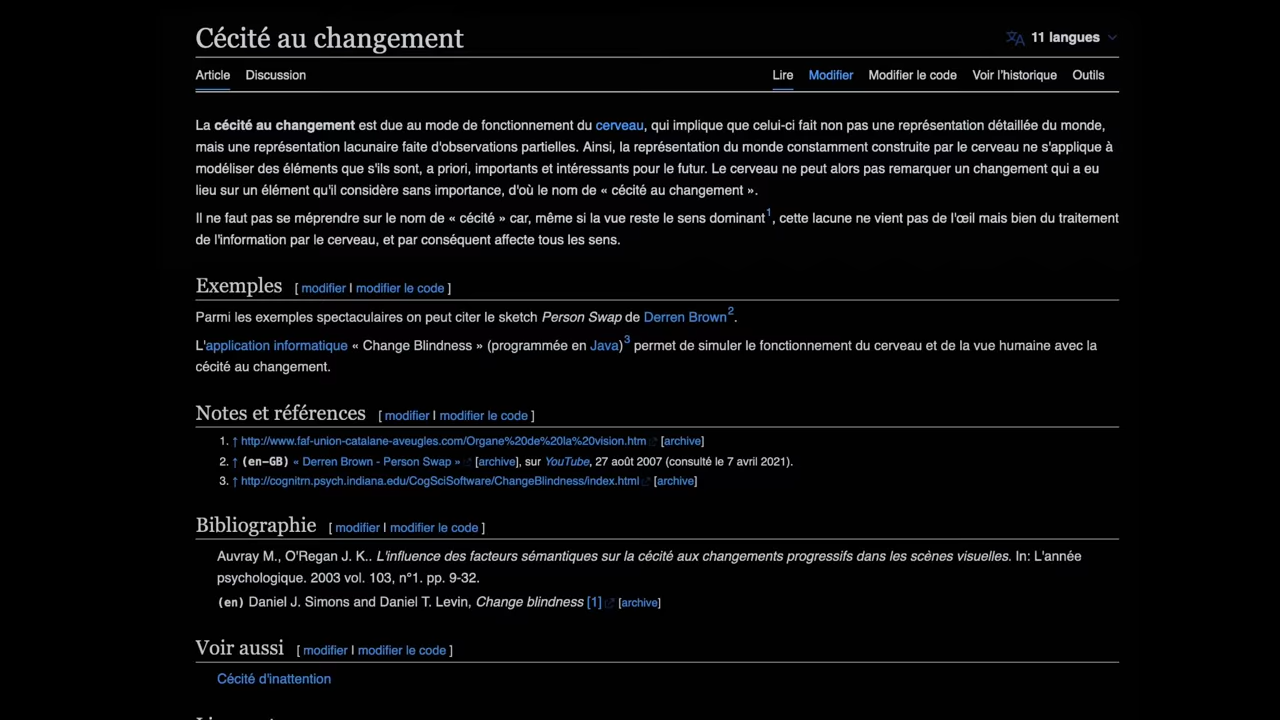 Cécité au changement
11 langues
Article Discussion Lire Modifier Modifier le code Voir l'historique Outils
La cécité au changement est due au mode de fonctionnement du cerveau, qui implique que celui-ci fait non pas une représentation détaillée du monde,
mais une représentation lacunaire faite d'observations partielles. Ainsi, la représentation du monde constamment construite par le cerveau ne s'applique à
modéliser des éléments que s'ils sont, a priori, importants et intéressants pour le futur. Le cerveau ne peut alors pas remarquer un changement qui a eu
lieu sur un élément qu'il considère sans importance, d'où le nom de « cécité au changement ».
Il ne faut pas se méprendre sur le nom de « cécité » car, même si la vue reste le sens dominant1, cette lacune ne vient pas de l'œil mais bien du traitement
de l'information par le cerveau, et par conséquent affecte tous les sens.
Exemples [ modifier | modifier le code ]
Parmi les exemples spectaculaires on peut citer le sketch Person Swap de Derren Brown2.
L'application informatique « Change Blindness » (programmée en Java)3 permet de simuler le fonctionnement du cerveau et de la vue humaine avec la
cécité au changement.
Notes et références [ modifier | modifier le code ]
1. ↑ http://www.faf-union-catalane-aveugles.com/Organe%20de%20la%20vision.htm [archive]
2. ↑ (en-GB) « Derren Brown - Person Swap » [archive], sur YouTube, 27 août 2007 (consulté le 7 avril 2021).
3. ↑ http://cognitrn.psych.indiana.edu/CogSciSoftware/ChangeBlindness/index.html [archive]
Bibliographie [ modifier | modifier le code ]
Auvray M., O'Regan J. K.. L'influence des facteurs sémantiques sur la cécité aux changements progressifs dans les scènes visuelles. In: L'année
psychologique. 2003 vol. 103, n°1. pp. 9-32.
(en) Daniel J. Simons and Daniel T. Levin, Change blindness [1] [archive]
Voir aussi [ modifier | modifier le code ]
Cécité d'inattention